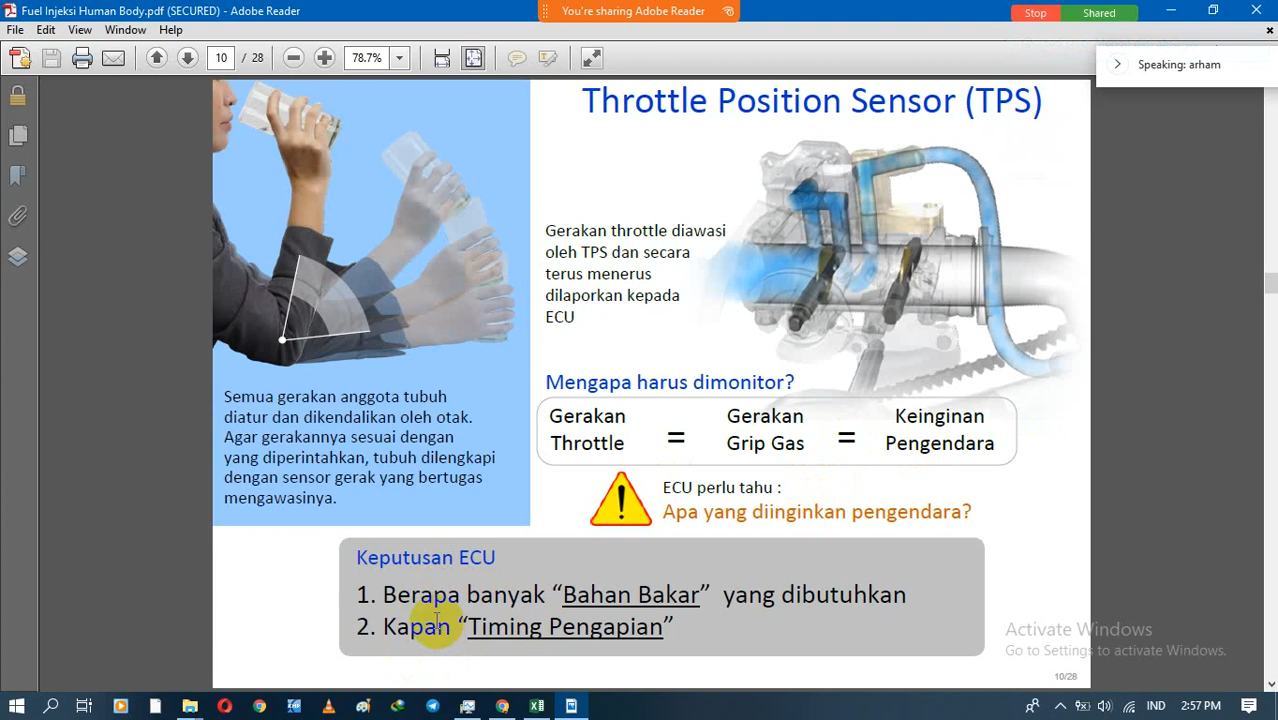 Fuel Injeksi Human Body.pdf (SECURED) - Adobe Reader
You're sharing Adobe Reader
Stop
Shared
File Edit View Window Help
10 / 28
78.7%
Speaking: arham
Throttle Position Sensor (TPS)
Gerakan throttle diawasi
oleh TPS dan secara
terus menerus
dilaporkan kepada
ECU
Semua gerakan anggota tubuh
diatur dan dikendalikan oleh otak.
Agar gerakannya sesuai dengan
yang diperintahkan, tubuh dilengkapi
dengan sensor gerak yang bertugas
mengawasinya.
Mengapa harus dimonitor?
Gerakan Throttle = Gerakan Grip Gas = Keinginan Pengendara
!
ECU perlu tahu :
Apa yang diinginkan pengendara?
Keputusan ECU
1. Berapa banyak “Bahan Bakar” yang dibutuhkan
2. Kapan “Timing Pengapian”
Activate Windows
Go to Settings to activate Windows.
10/28
IND
2:57 PM